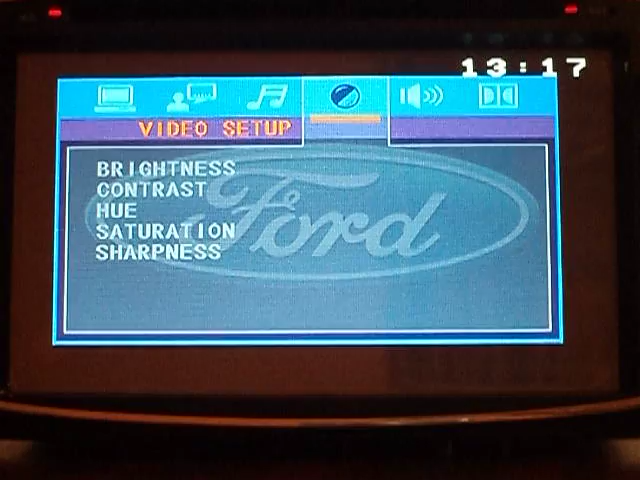 13:17
VIDEO SETUP
BRIGHTNESS
CONTRAST
HUE
SATURATION
SHARPNESS
Ford